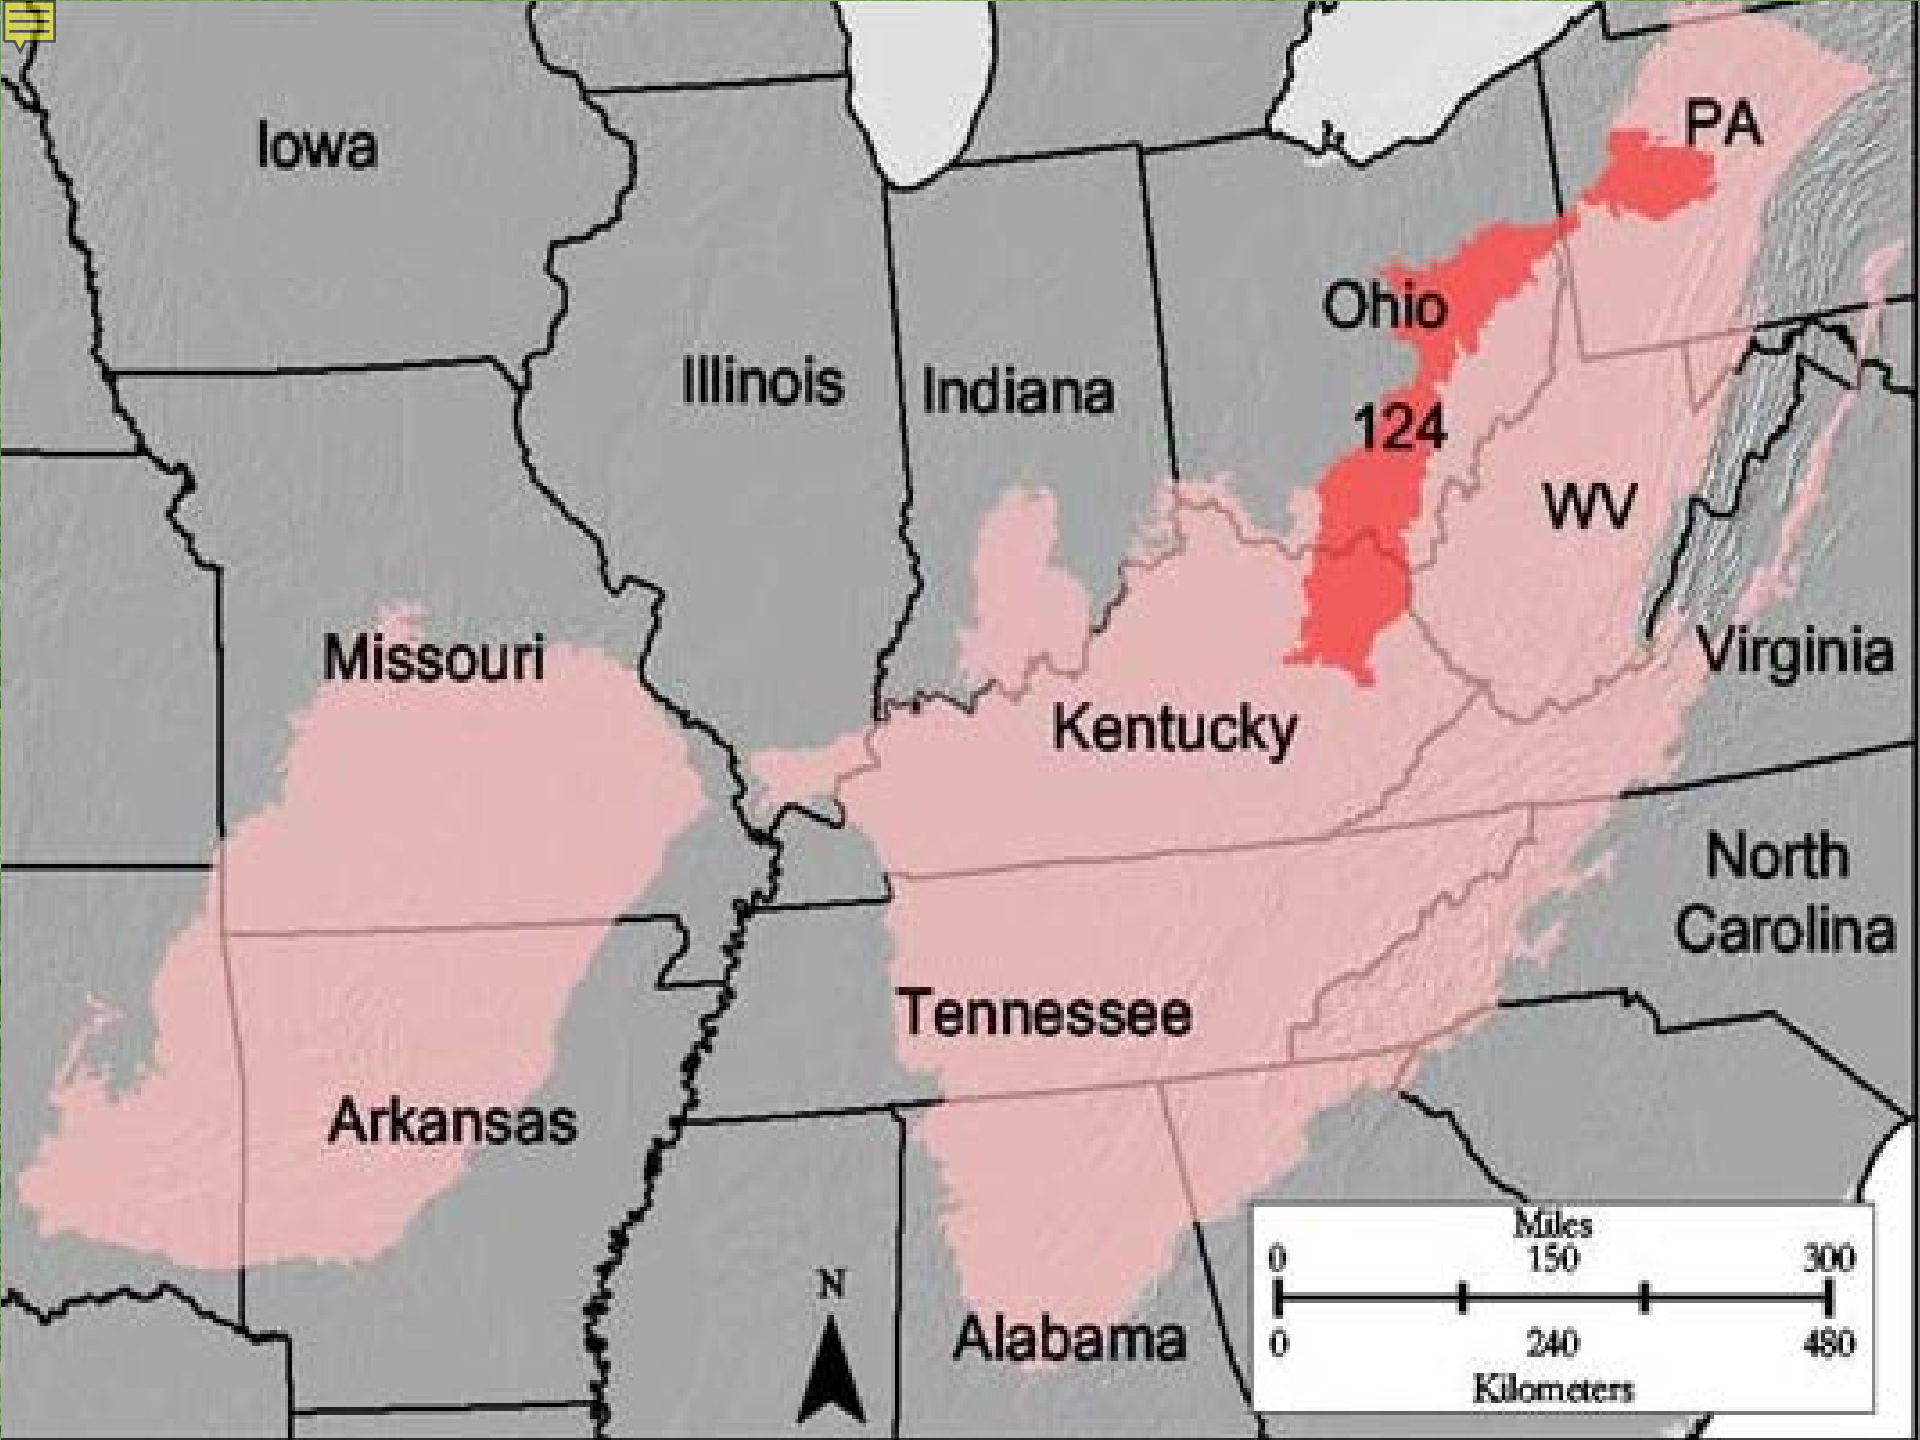 PA
Iowa
Ohio
Illinois
Indiana
124
WV
Missouri
Virginia
Kentucky
North
Carolina
Tennessee
Arkansas
Miles
0 150 300
N
Alabama
0 240 480
Kilometers